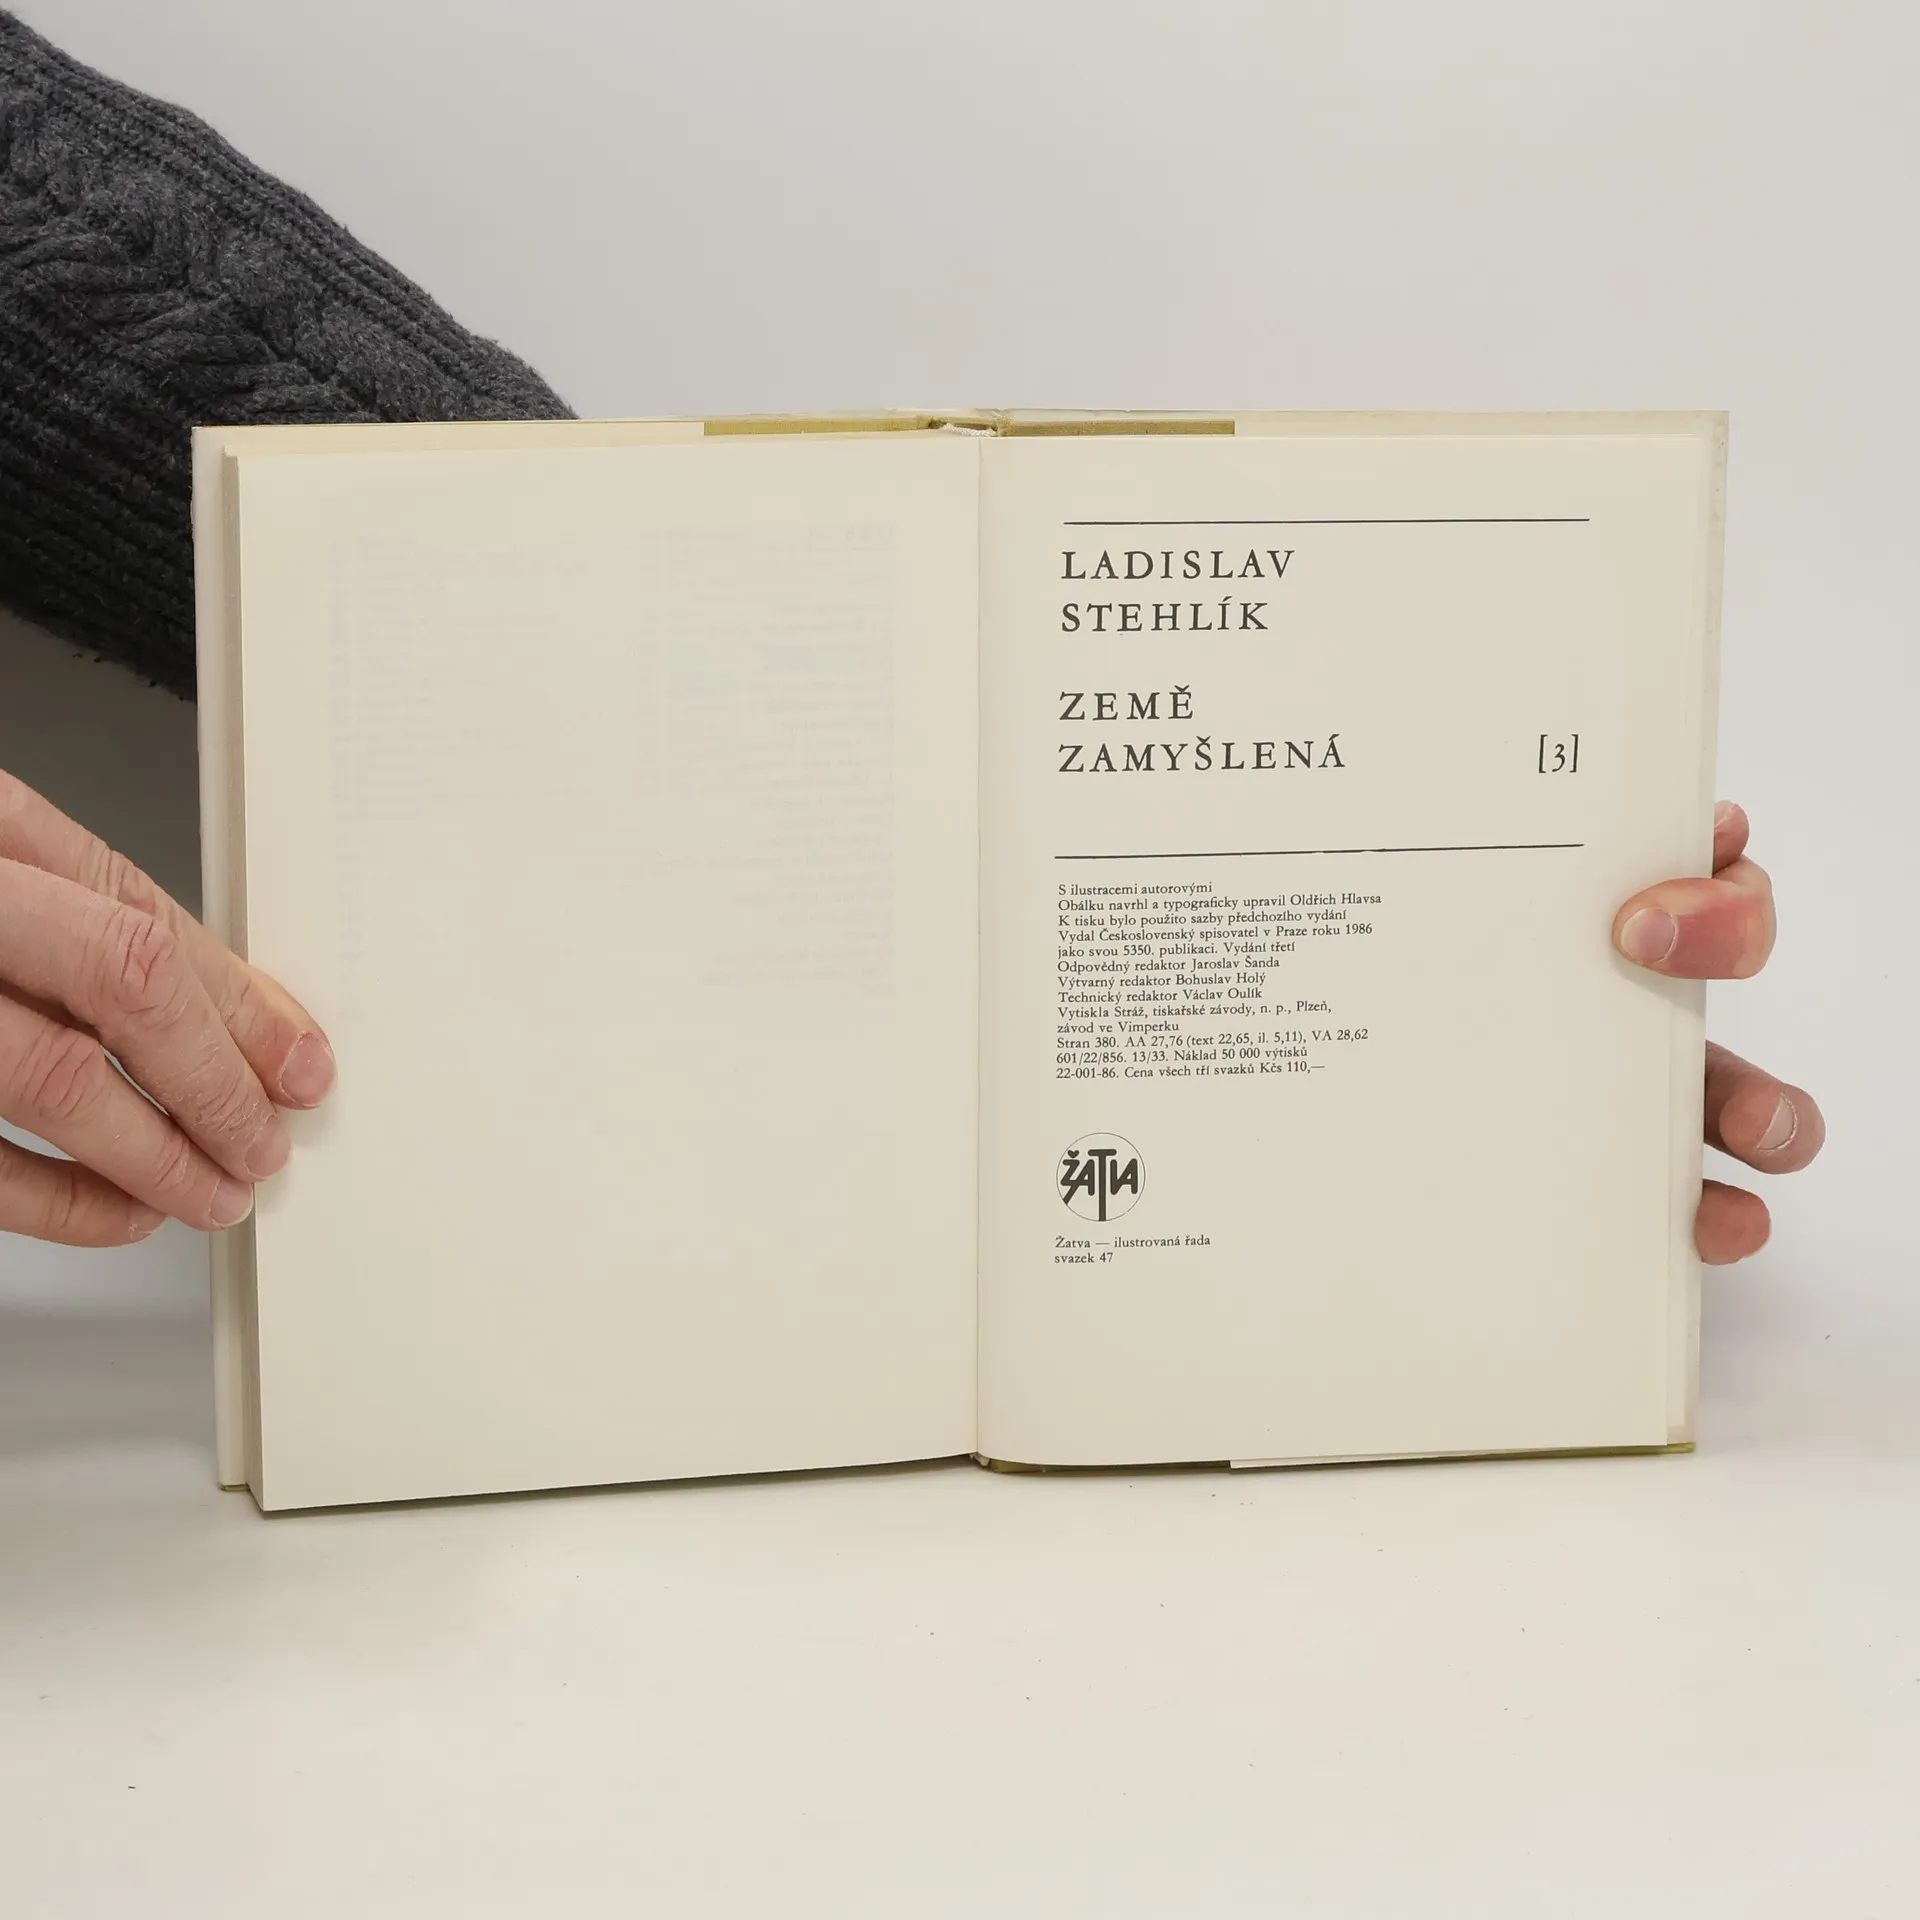 LADISLAV
STEHLÍK
ZEMĚ
ZAMYŠLENÁ [3]
S ilustracemi autorovými
Obálku navrhl a typograficky upravil Oldřich Hlavsa
K tisku bylo použito sazby předchozího vydání
Vydal Československý spisovatel v Praze roku 1986
jako svou 5350. publikaci. Vydání třetí
Odpovědný redaktor Jaroslav Šanda
Výtvarný redaktor Bohuslav Holý
Technický redaktor Václav Oulík
Vytiskla Stráž, tiskařské závody, n. p., Plzeň,
závod ve Vimperku
Stran 380. AA 27,76 (text 22,65, il. 5,11), VA 28,62
601/22/856. 13/33. Náklad 50 000 výtisků
22-001-86. Cena všech tří svazků Kčs 110,—
ŽATVA
Žatva — ilustrovaná řada
svazek 47